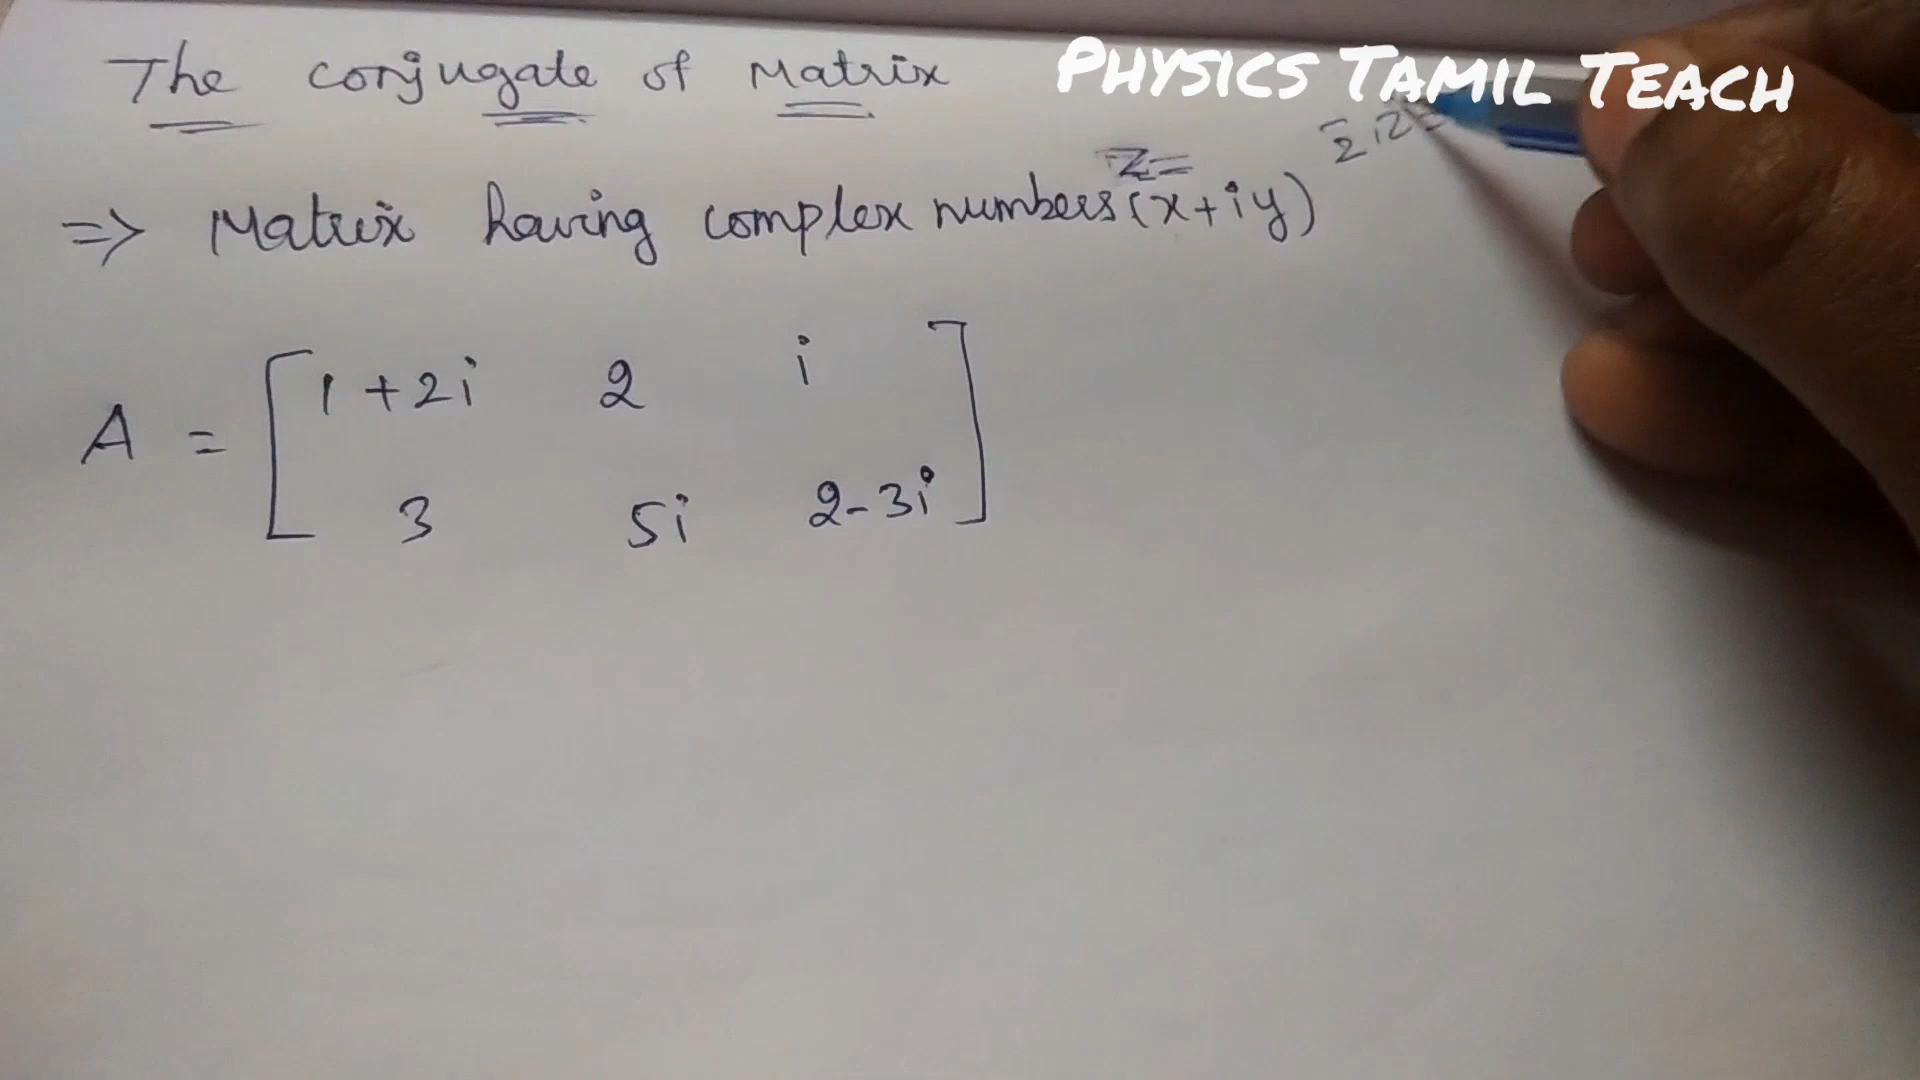 The conjugate of Matrix PHYSICS TAMIL TEACH
Z=
=> Matrix having complex numbers (x+iy)
A = [ 1+2i 2 i
3 5i 2-3i ]